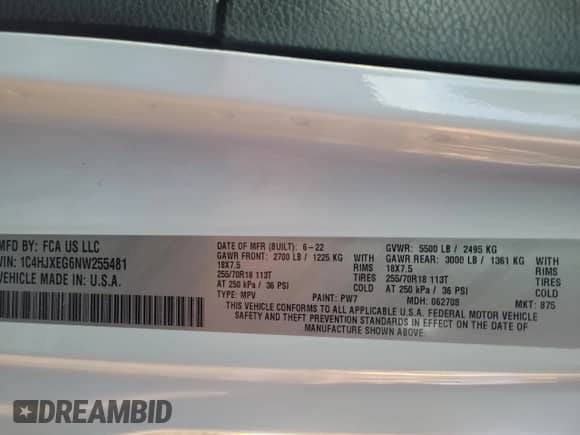 MFD BY: FCA US LLC
VIN: 1C4HJXEG6NW255481
VEHICLE MADE IN: U.S.A.
DATE OF MFR (BUILT): 6-22
GVWR: 5500 LB / 2495 KG
GAWR FRONT: 2700 LB / 1225 KG WITH
GAWR REAR: 3000 LB / 1361 KG WITH
18X7.5 RIMS
18X7.5 RIMS
255/70R18 113T TIRES
255/70R18 113T TIRES
AT 250 kPa / 36 PSI COLD
AT 250 kPa / 36 PSI COLD
TYPE: MPV PAINT: PW7 MDH: 062708 MKT: 875
THIS VEHICLE CONFORMS TO ALL APPLICABLE U.S.A. FEDERAL MOTOR VEHICLE
SAFETY AND THEFT PREVENTION STANDARDS IN EFFECT ON THE DATE OF
MANUFACTURE SHOWN ABOVE.
DREAMBID